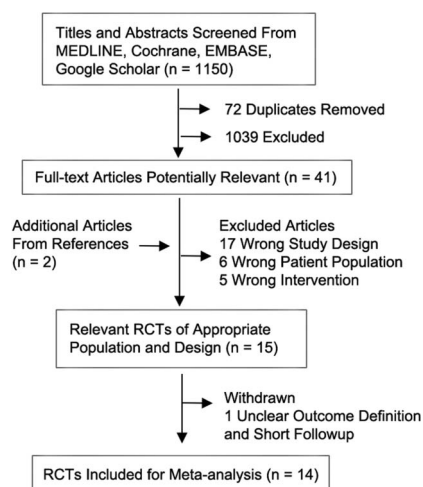 Titles and Abstracts Screened From
MEDLINE, Cochrane, EMBASE,
Google Scholar (n = 1150)
72 Duplicates Removed
1039 Excluded
Full-text Articles Potentially Relevant (n = 41)
Additional Articles
From References
(n = 2)
Excluded Articles
17 Wrong Study Design
6 Wrong Patient Population
5 Wrong Intervention
Relevant RCTs of Appropriate
Population and Design (n = 15)
Withdrawn
1 Unclear Outcome Definition
and Short Followup
RCTs Included for Meta-analysis (n = 14)